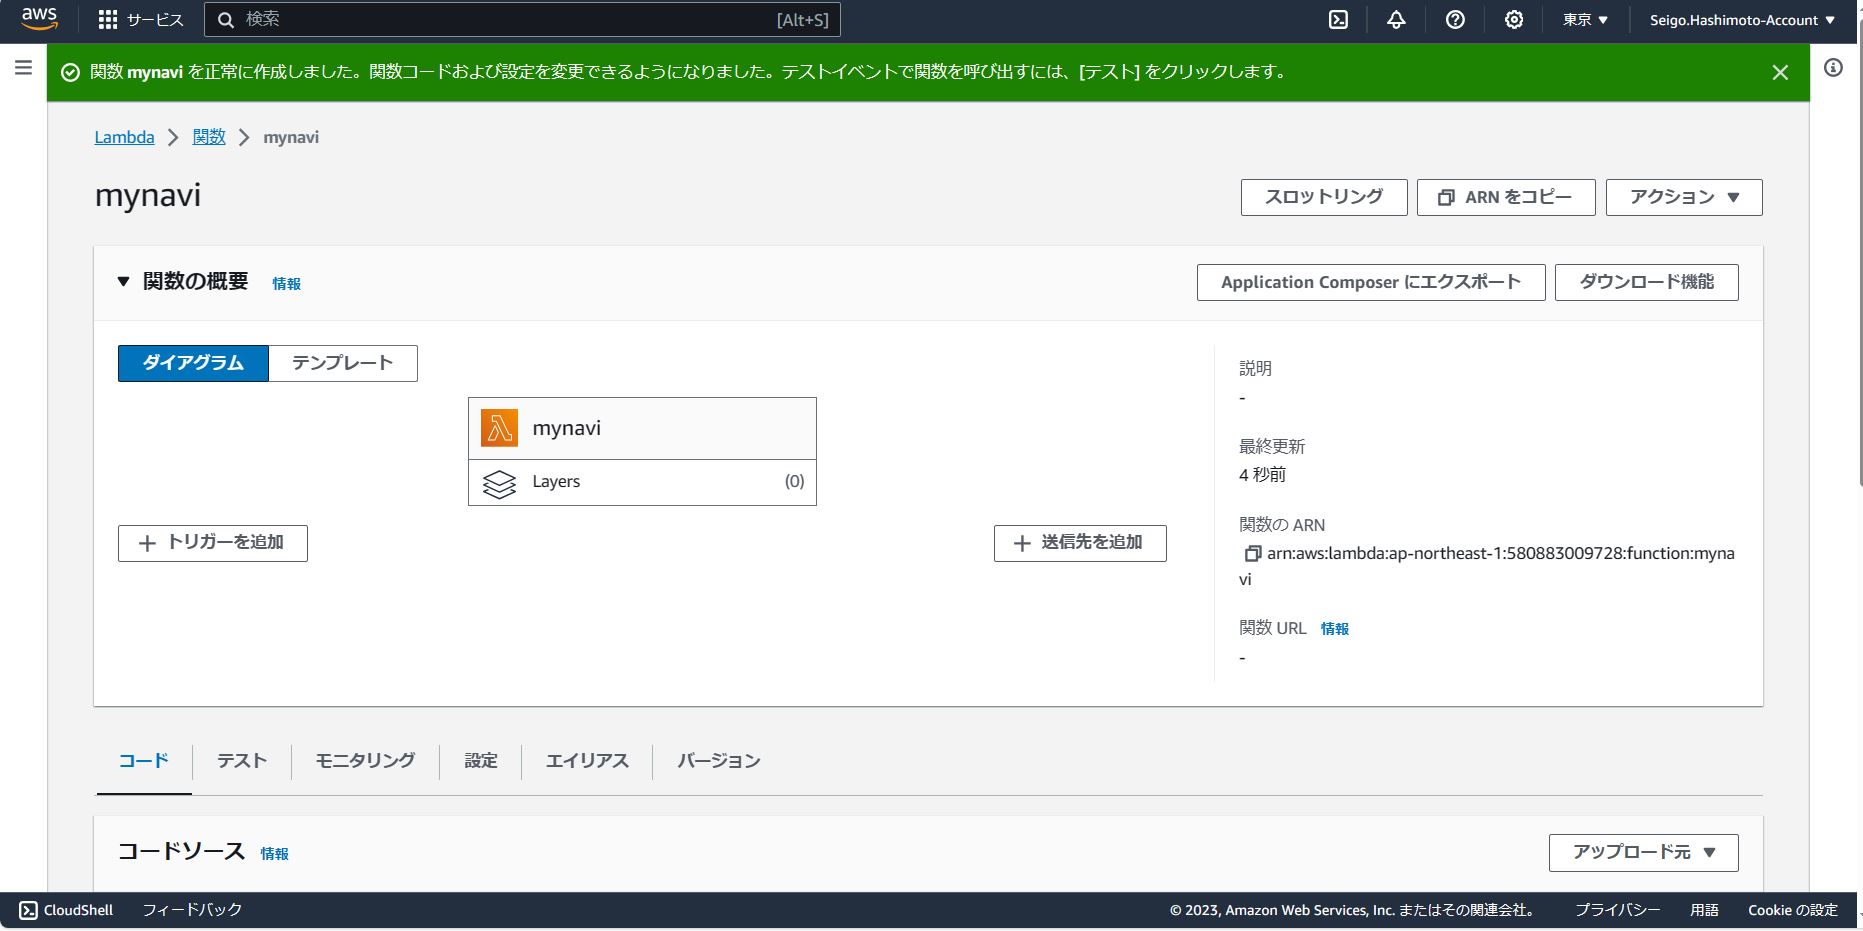 aws サービス 検索 [Alt+S] 東京 ▼ Seigo.Hashimoto-Account ▼
関数 mynavi を正常に作成しました。関数コードおよび設定を変更できるようになりました。テストイベントで関数を呼び出すには、[テスト] をクリックします。
Lambda > 関数 > mynavi
mynavi
スロットリング ARN をコピー アクション ▼
▼ 関数の概要 情報
Application Composer にエクスポート ダウンロード機能
ダイアグラム テンプレート
mynavi
Layers (0)
+ トリガーを追加
+ 送信先を追加
説明
-
最終更新
4 秒前
関数の ARN
arn:aws:lambda:ap-northeast-1:580883009728:function:myna
vi
関数 URL 情報
-
コード テスト モニタリング 設定 エイリアス バージョン
コードソース 情報
アップロード元 ▼
CloudShell フィードバック © 2023, Amazon Web Services, Inc. またはその関連会社。 プライバシー 用語 Cookie の設定